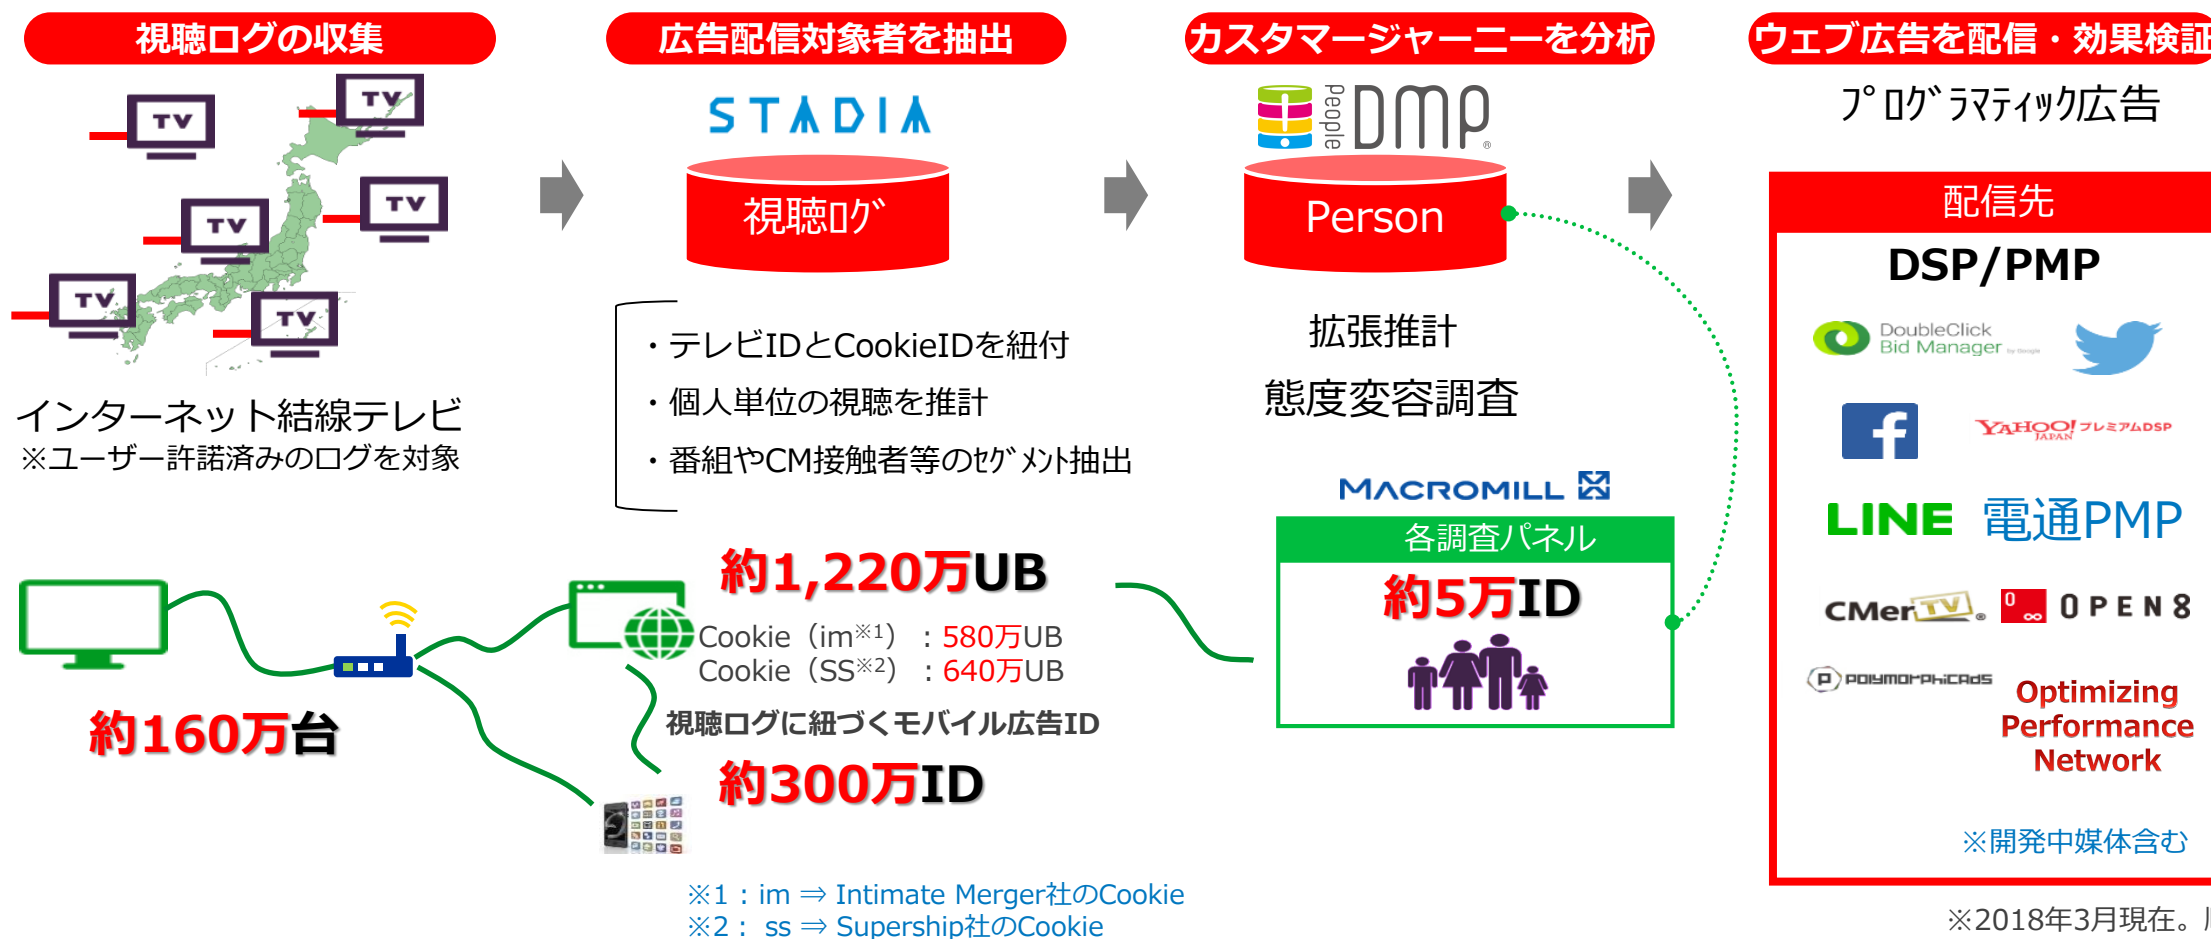 視聴ログの収集
TV
TV
TV
TV
TV
TV
インターネット結線テレビ
※ユーザー許諾済みのログを対象
約160万台
広告配信対象者を抽出
STADIA
視聴ログ
・テレビIDとCookieIDを紐付
・個人単位の視聴を推計
・番組やCM接触者等のセグメント抽出
約1,220万UB
Cookie（im※1）：580万UB
Cookie（SS※2）：640万UB
視聴ログに紐づくモバイル広告ID
約300万ID
※1：im ⇒ Intimate Merger社のCookie
※2： ss ⇒ Supership社のCookie
カスタマージャーニーを分析
people DMP®
Person
拡張推計
態度変容調査
MACROMILL
各調査パネル
約5万ID
ウェブ広告を配信・効果検証
プログラマティック広告
配信先
DSP/PMP
DoubleClick
Bid Manager by Google
f
YAHOO! JAPAN プレミアムDSP
LINE 電通PMP
CMerTV® OPEN8
POLYMORPHICADS
Optimizing
Performance
Network
※開発中媒体含む
※2018年3月現在。